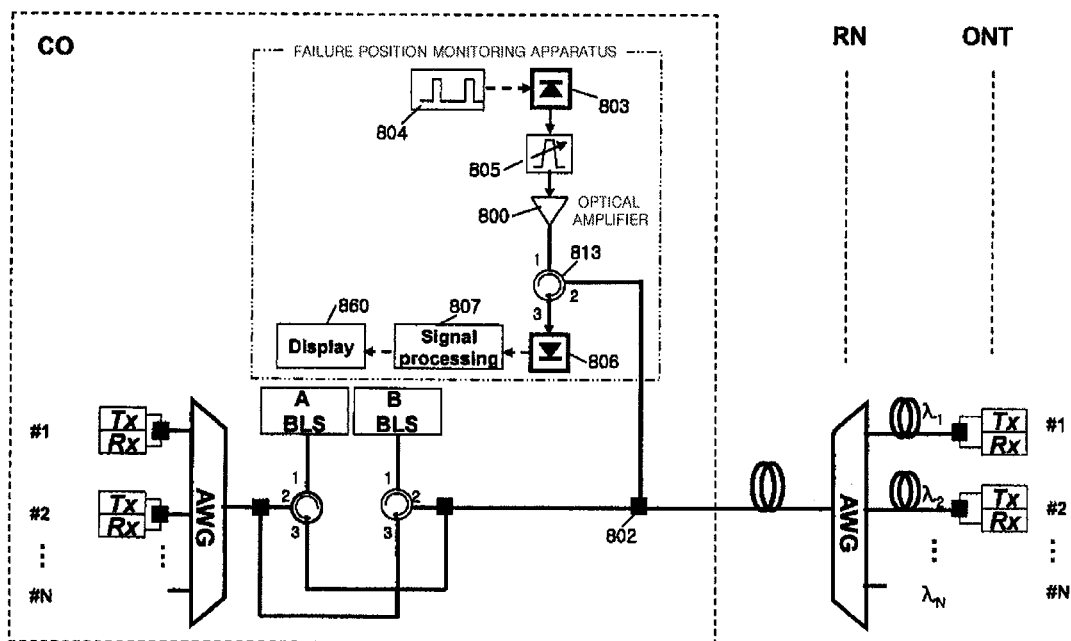 CO
RN
ONT
FAILURE POSITION MONITORING APPARATUS
804
803
805
800
OPTICAL
AMPLIFIER
1
813
2
3
860
807
Display
Signal
processing
806
A
BLS
B
BLS
#1
Tx
Rx
#2
Tx
Rx
#N
AWG
1
2
3
1
2
3
802
AWG
λ1
λ2
λN
Tx
Rx
#1
Tx
Rx
#2
#N